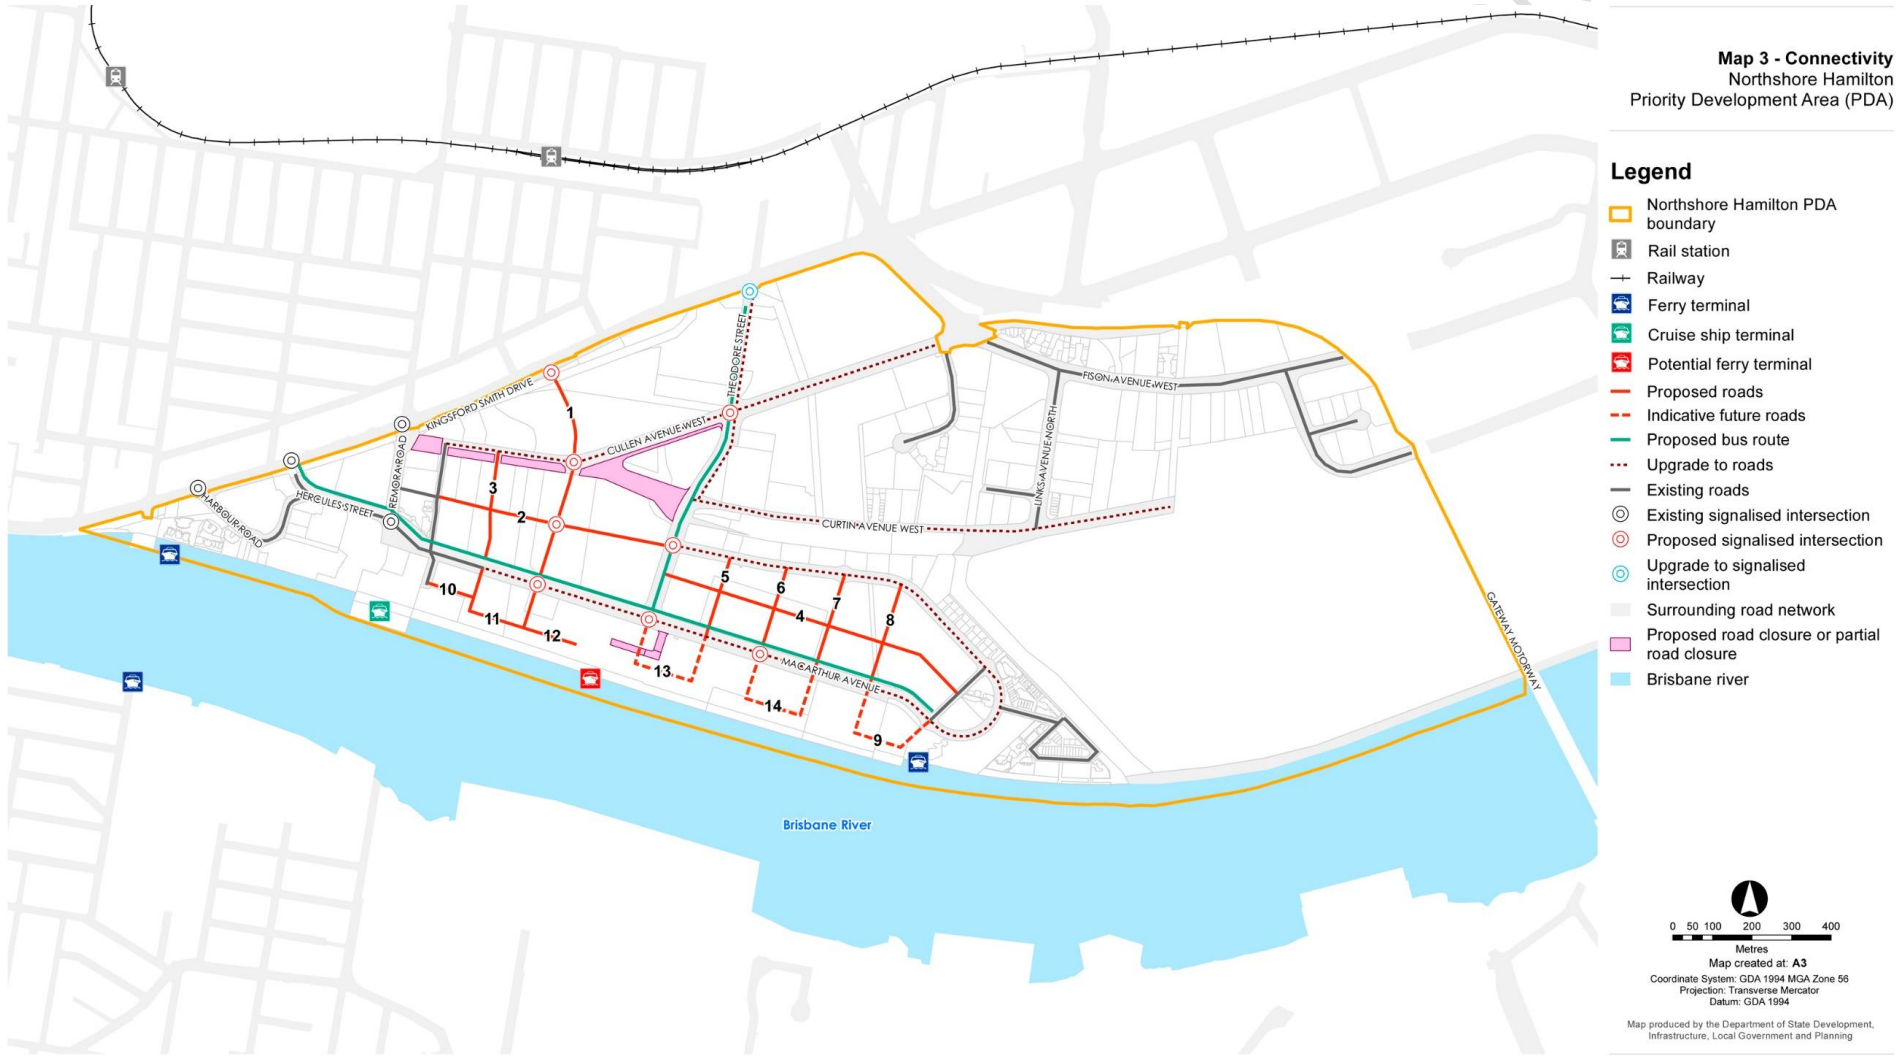 Map 3 - Connectivity
Northshore Hamilton
Priority Development Area (PDA)
Legend
Northshore Hamilton PDA
boundary
Rail station
Railway
Ferry terminal
Cruise ship terminal
Potential ferry terminal
Proposed roads
Indicative future roads
Proposed bus route
Upgrade to roads
Existing roads
Existing signalised intersection
Proposed signalised intersection
Upgrade to signalised
intersection
Surrounding road network
Proposed road closure or partial
road closure
Brisbane river
KINGSFORD SMITH DRIVE
THEODORE STREET
CULLEN AVENUE WEST
REMORA ROAD
HERCULES STREET
HARBOUR ROAD
FISON AVENUE WEST
LINKS AVENUE NORTH
CURTIN AVENUE WEST
MACARTHUR AVENUE
GATEWAY MOTORWAY
1
2
3
4
5
6
7
8
9
10
11
12
13
14
Brisbane River
0 50 100 200 300 400
Metres
Map created at: A3
Coordinate System: GDA 1994 MGA Zone 56
Projection: Transverse Mercator
Datum: GDA 1994
Map produced by the Department of State Development,
Infrastructure, Local Government and Planning